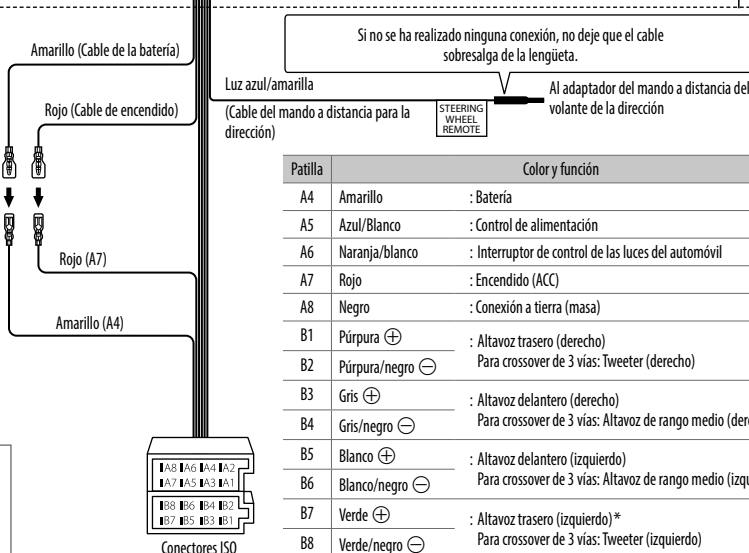 Si no se ha realizado ninguna conexión, no deje que el cable
sobresalga de la lengüeta.
Amarillo (Cable de la batería)
Luz azul/amarilla
(Cable del mando a distancia para la
dirección)
STEERING
WHEEL
REMOTE
Al adaptador del mando a distancia del
volante de la dirección
Rojo (Cable de encendido)
Rojo (A7)
Amarillo (A4)
Patilla Color y función
A4 Amarillo : Batería
A5 Azul/Blanco : Control de alimentación
A6 Naranja/blanco : Interruptor de control de las luces del automóvil
A7 Rojo : Encendido (ACC)
A8 Negro : Conexión a tierra (masa)
B1 Púrpura ⊕ : Altavoz trasero (derecho)
B2 Púrpura/negro ⊖ Para crossover de 3 vías: Tweeter (derecho)
B3 Gris ⊕ : Altavoz delantero (derecho)
B4 Gris/negro ⊖ Para crossover de 3 vías: Altavoz de rango medio (dere
B5 Blanco ⊕ : Altavoz delantero (izquierdo)
B6 Blanco/negro ⊖ Para crossover de 3 vías: Altavoz de rango medio (izqu
B7 Verde ⊕ : Altavoz trasero (izquierdo)*
B8 Verde/negro ⊖ Para crossover de 3 vías: Tweeter (izquierdo)
A8 A6 A4 A2
A7 A5 A3 A1
B8 B6 B4 B2
B7 B5 B3 B1
Conectores ISO